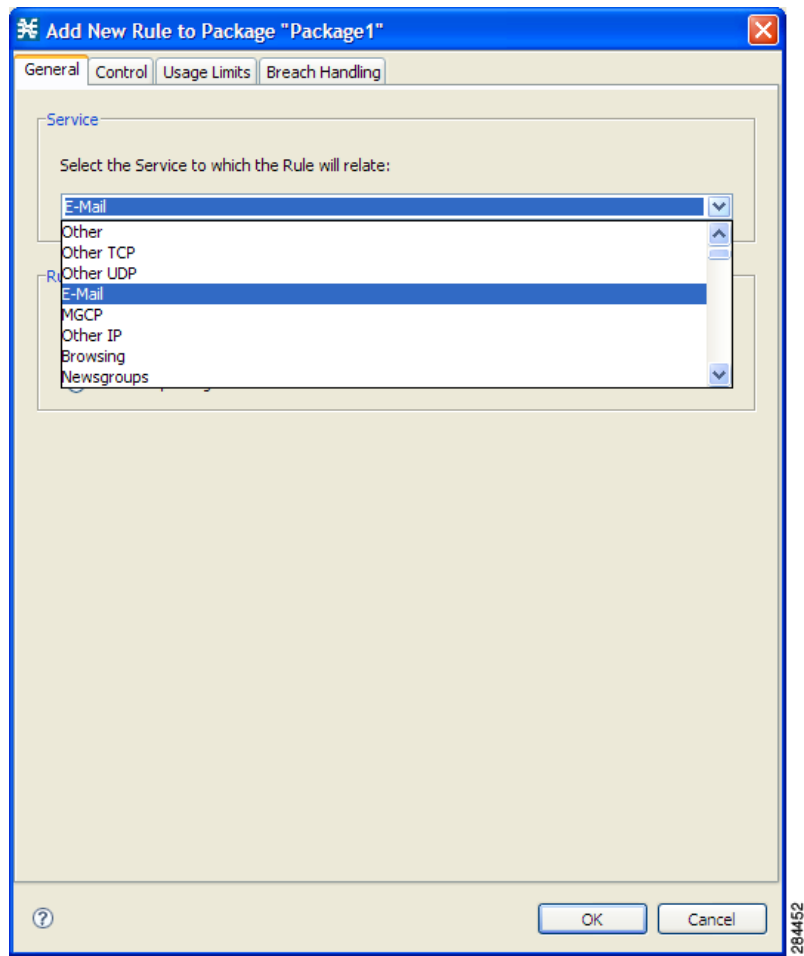 Add New Rule to Package "Package1"
General Control Usage Limits Breach Handling
Service
Select the Service to which the Rule will relate:
E-Mail
Other
Other TCP
Other UDP
E-Mail
MGCP
Other IP
Browsing
Newsgroups
OK Cancel
284452